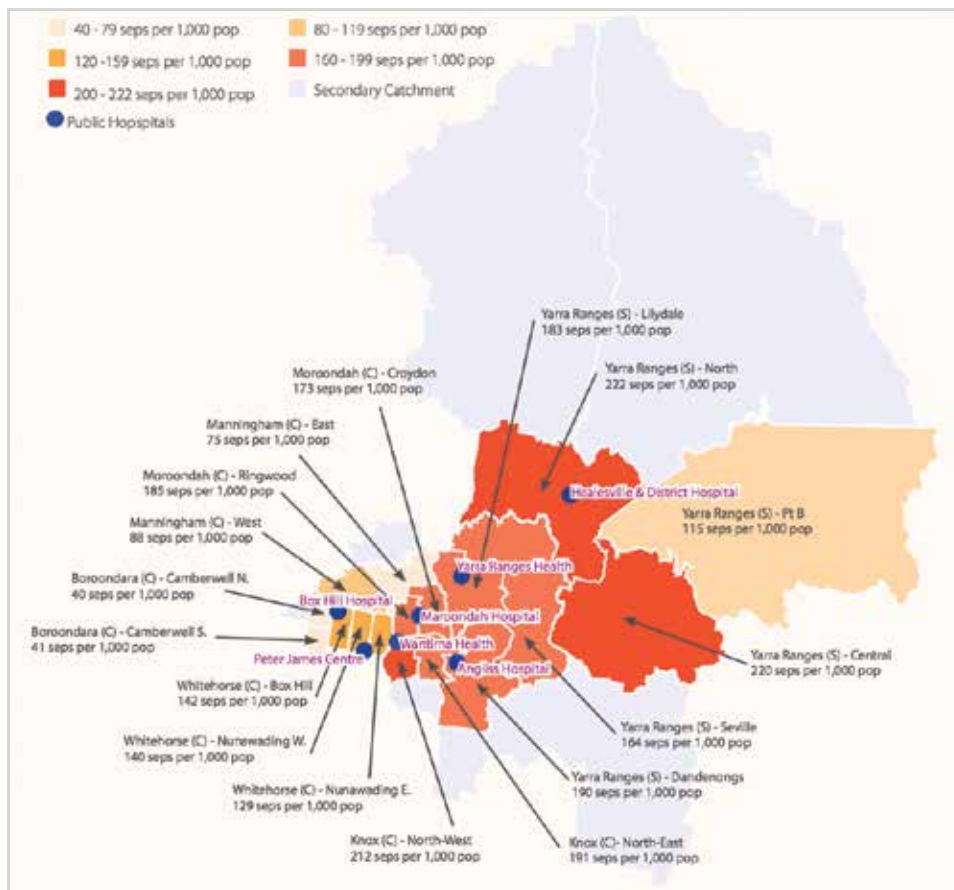 40 - 79 seps per 1,000 pop
80 - 119 seps per 1,000 pop
120 -159 seps per 1,000 pop
160 - 199 seps per 1,000 pop
200 - 222 seps per 1,000 pop
Secondary Catchment
Public Hopspitals
Yarra Ranges (S) - Lilydale
183 seps per 1,000 pop
Moroondah (C) - Croydon
173 seps per 1,000 pop
Yarra Ranges (S) - North
222 seps per 1,000 pop
Manningham (C) - East
75 seps per 1,000 pop
Moroondah (C) - Ringwood
185 seps per 1,000 pop
Healesville & District Hospital
Manningham (C) - West
88 seps per 1,000 pop
Yarra Ranges (S) - Pt B
115 seps per 1,000 pop
Yarra Ranges Health
Boroondara (C) - Camberwell N.
40 seps per 1,000 pop
Box Hill Hospital
Maroondah Hospital
Boroondara (C) - Camberwell S.
41 seps per 1,000 pop
Wantirna Health
Peter James Centre
Angliss Hospital
Yarra Ranges (S) - Central
220 seps per 1,000 pop
Whitehorse (C) - Box Hill
142 seps per 1,000 pop
Yarra Ranges (S) - Seville
164 seps per 1,000 pop
Whitehorse (C) - Nunawading W.
140 seps per 1,000 pop
Yarra Ranges (S) - Dandenongs
190 seps per 1,000 pop
Whitehorse (C) - Nunawading E.
129 seps per 1,000 pop
Knox (C) - North-West
212 seps per 1,000 pop
Knox (C) - North-East
191 seps per 1,000 pop